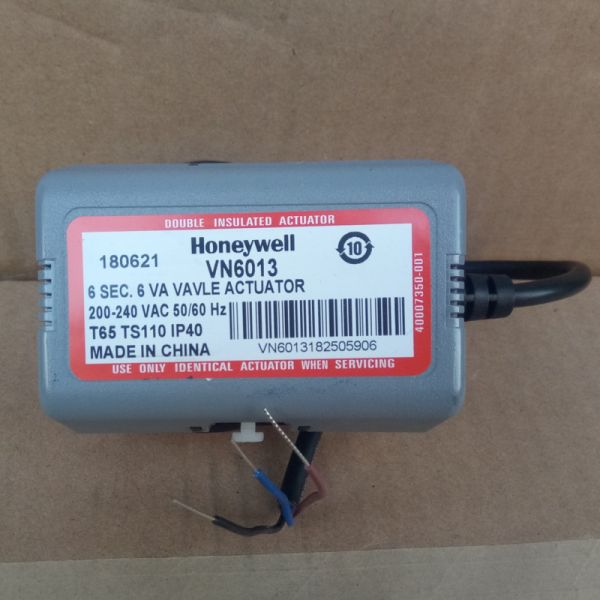 DOUBLE INSULATED ACTUATOR
Honeywell
10
180621
VN6013
6 SEC. 6 VA VAVLE ACTUATOR
200-240 VAC 50/60 Hz
T65 TS110 IP40
MADE IN CHINA
VN6013182505906
USE ONLY IDENTICAL ACTUATOR WHEN SERVICING
40007350-001